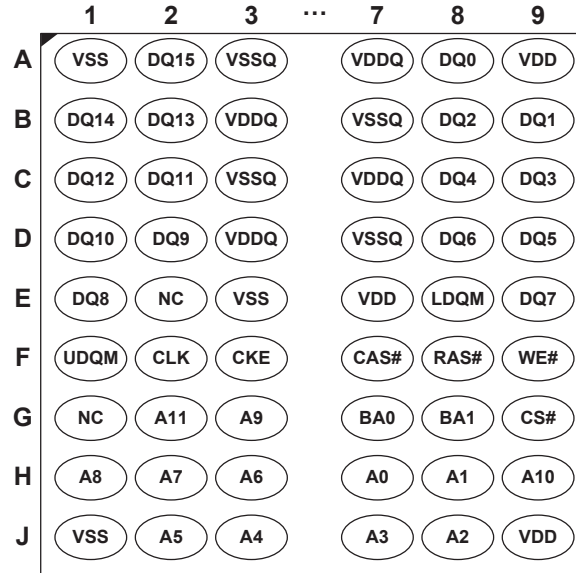 1 2 3 ... 7 8 9
A VSS DQ15 VSSQ VDDQ DQ0 VDD
B DQ14 DQ13 VDDQ VSSQ DQ2 DQ1
C DQ12 DQ11 VSSQ VDDQ DQ4 DQ3
D DQ10 DQ9 VDDQ VSSQ DQ6 DQ5
E DQ8 NC VSS VDD LDQM DQ7
F UDQM CLK CKE CAS# RAS# WE#
G NC A11 A9 BA0 BA1 CS#
H A8 A7 A6 A0 A1 A10
J VSS A5 A4 A3 A2 VDD